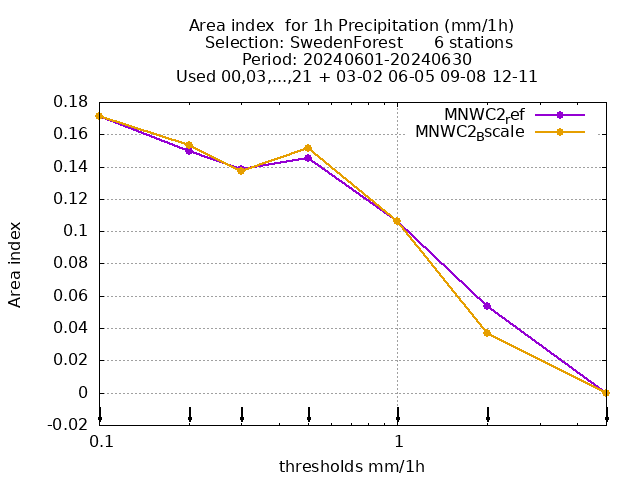 Area index  for 1h Precipitation (mm/1h)
Selection: SwedenForest      6 stations
Period: 20240601-20240630
Used 00,03,...,21 + 03-02 06-05 09-08 12-11
MNWC2ref
MNWC2Bscale
0.18
0.16
0.14
0.12
0.1
0.08
0.06
0.04
0.02
0
-0.02
Area index
0.1 1
thresholds mm/1h